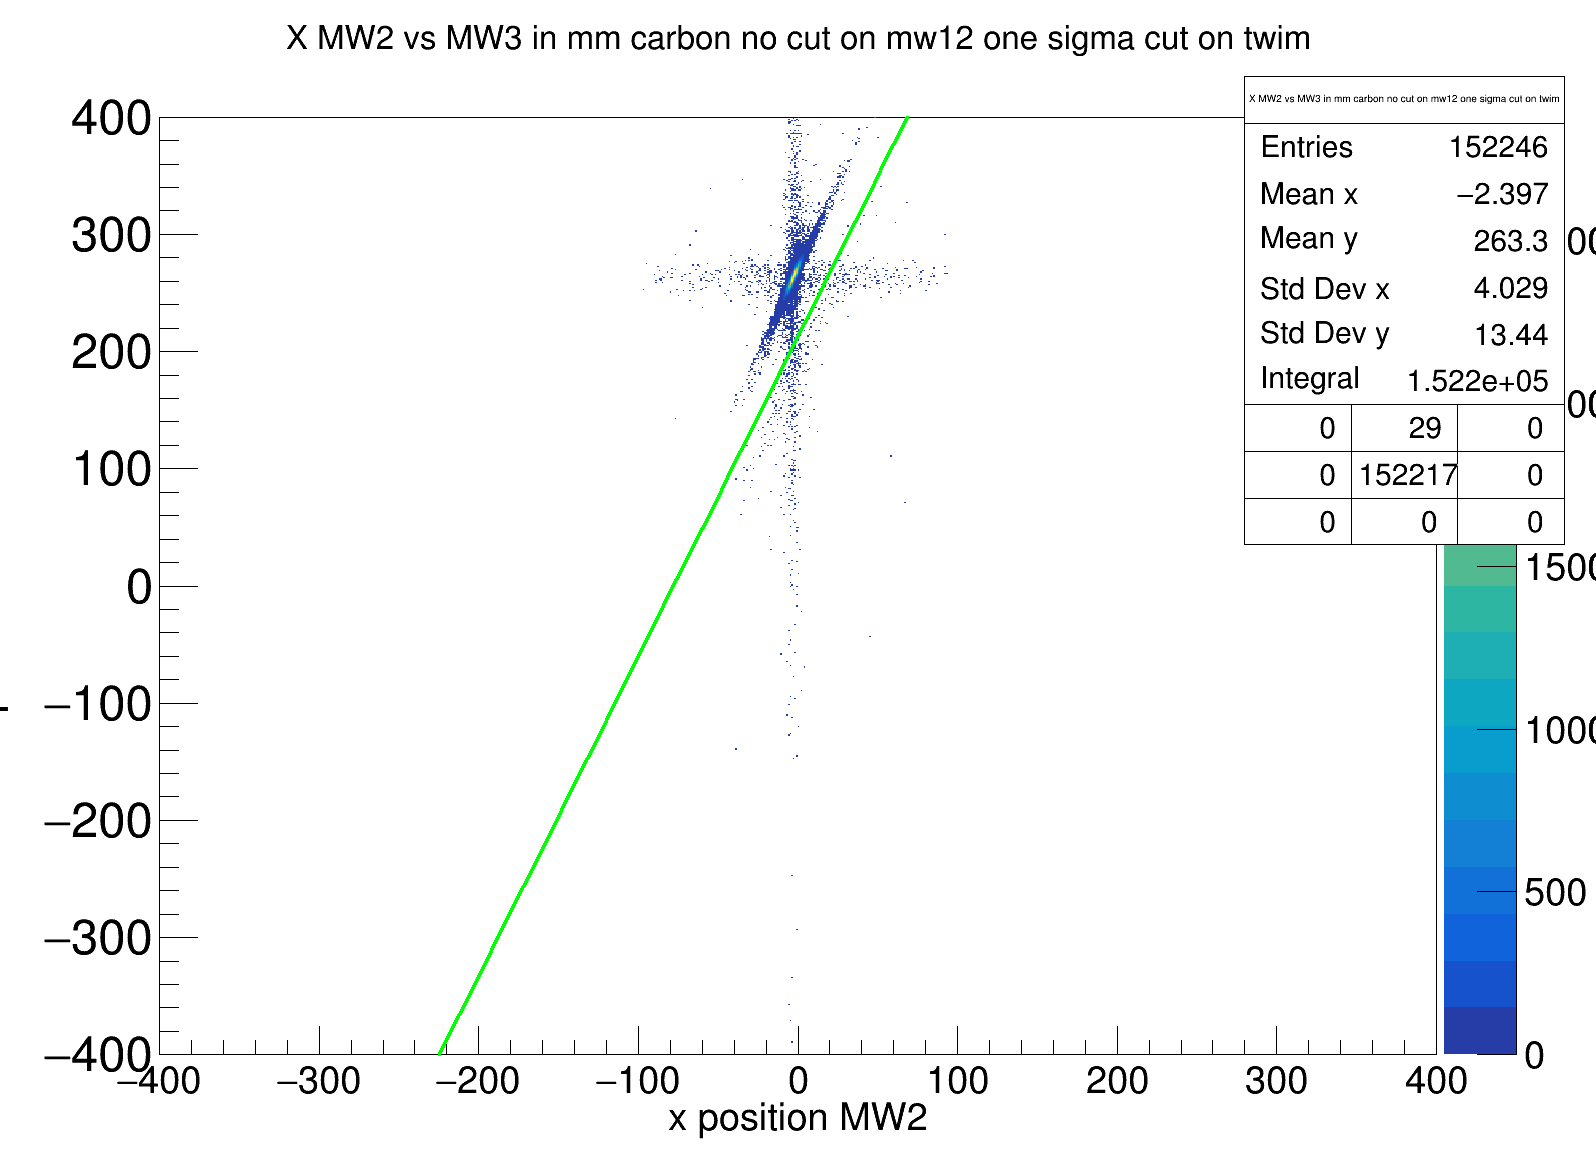 X MW2 vs MW3 in mm carbon no cut on mw12 one sigma cut on twim
X MW2 vs MW3 in mm carbon no cut on mw12 one sigma cut on twim
Entries 152246
Mean x −2.397
Mean y 263.3
Std Dev x 4.029
Std Dev y 13.44
Integral 1.522e+05
0 29 0
0 152217 0
0 0 0
400
300
200
100
0
−100
−200
−300
−400
−400 −300 −200 −100 0 100 200 300 400
x position MW2
1500
1000
500
0